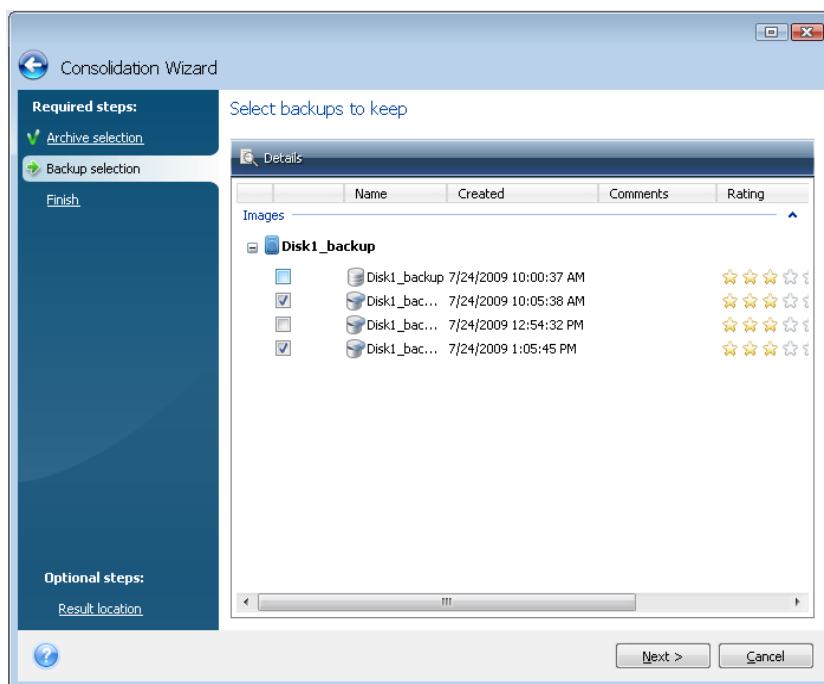 Consolidation Wizard
Required steps:
Archive selection
Backup selection
Finish
Optional steps:
Result location
Select backups to keep
Details
Name Created Comments Rating
Images
Disk1_backup
Disk1_backup 7/24/2009 10:00:37 AM
Disk1_bac... 7/24/2009 10:05:38 AM
Disk1_bac... 7/24/2009 12:54:32 PM
Disk1_bac... 7/24/2009 1:05:45 PM
Next >
Cancel